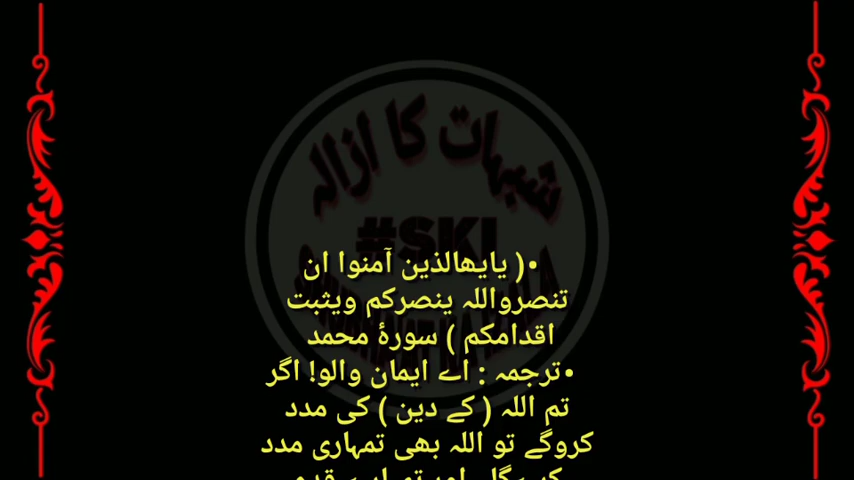 شبہات کا ازالہ
#SKI
•( یایھالذین آمنوا ان
تنصرواللہ ینصرکم ویثبت
اقدامکم ) سورۂ محمد
•ترجمہ : اے ایمان والو! اگر
تم اللہ ( کے دین ) کی مدد
کروگے تو اللہ بھی تمہاری مدد